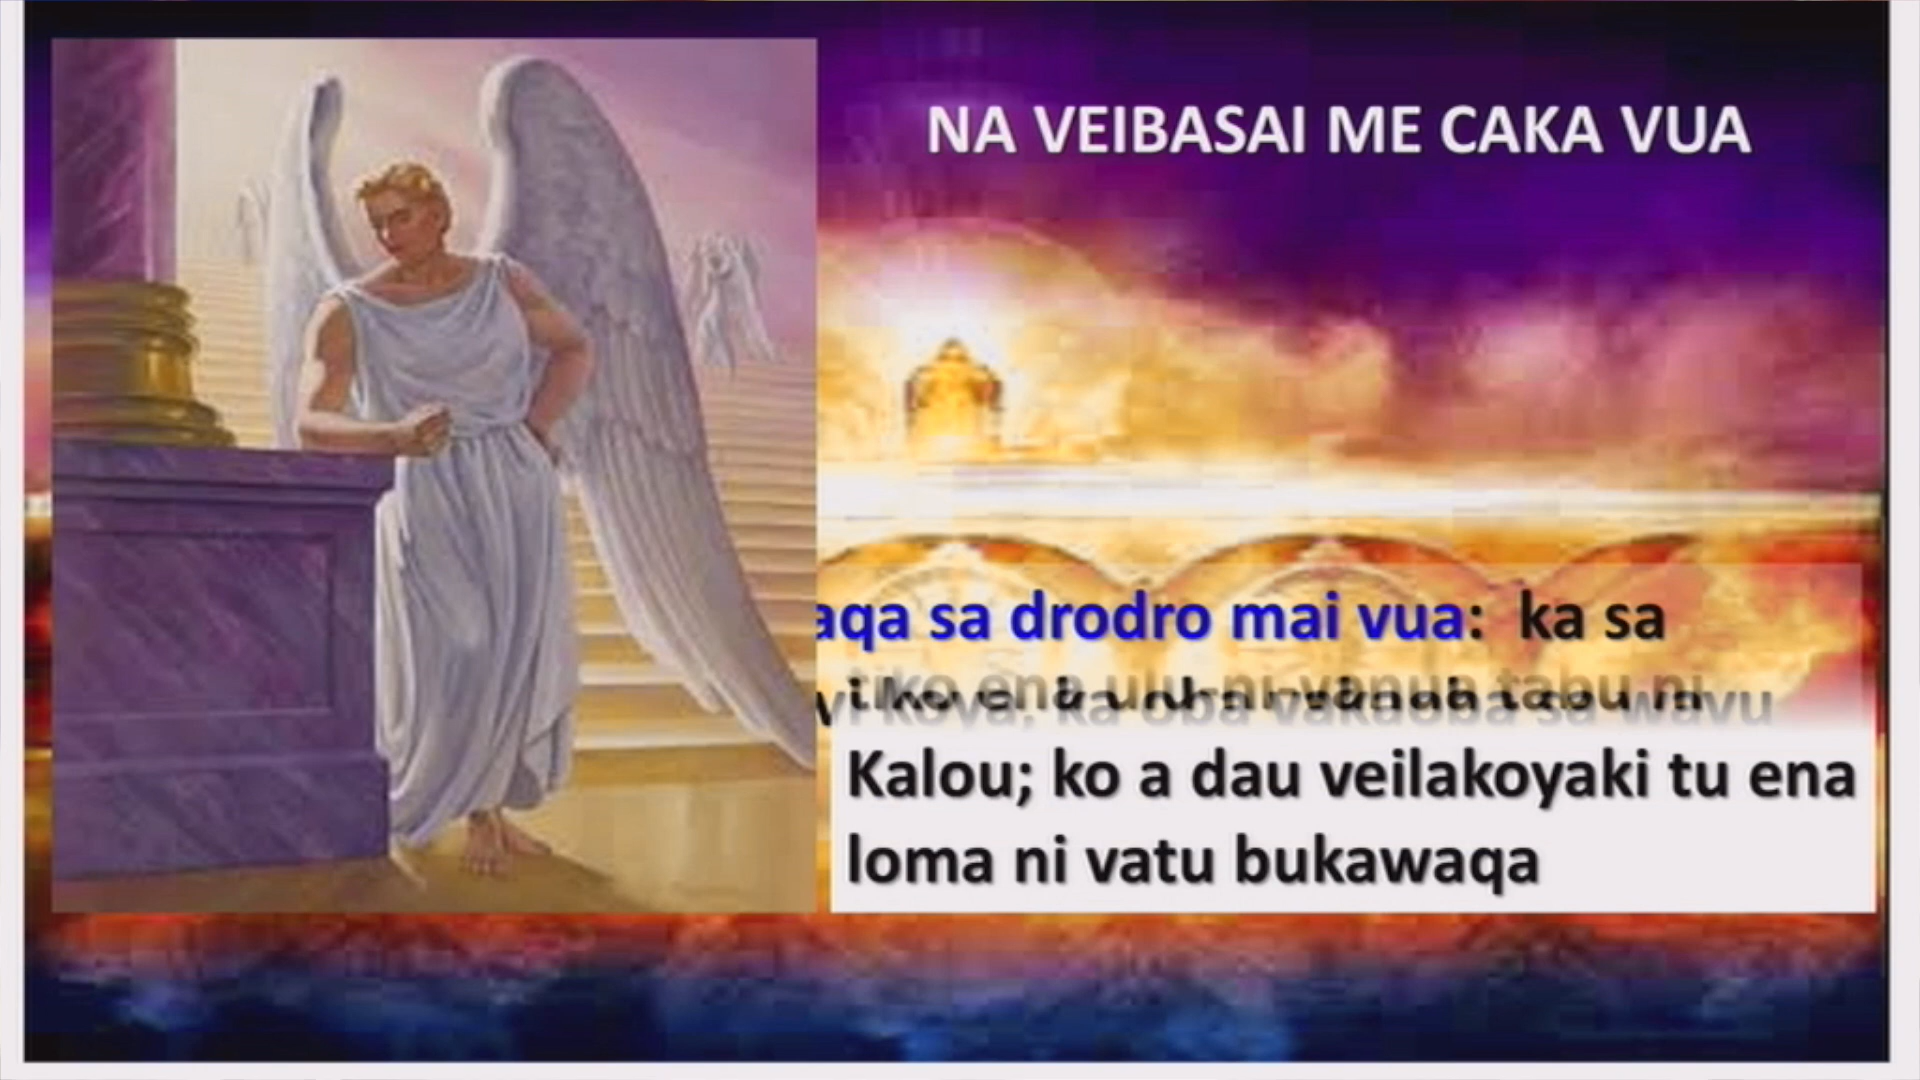 NA VEIBASAI ME CAKA VUA
aqa sa drodro mai vua: ka sa
Kalou; ko a dau veilakoyaki tu ena
loma ni vatu bukawaqa